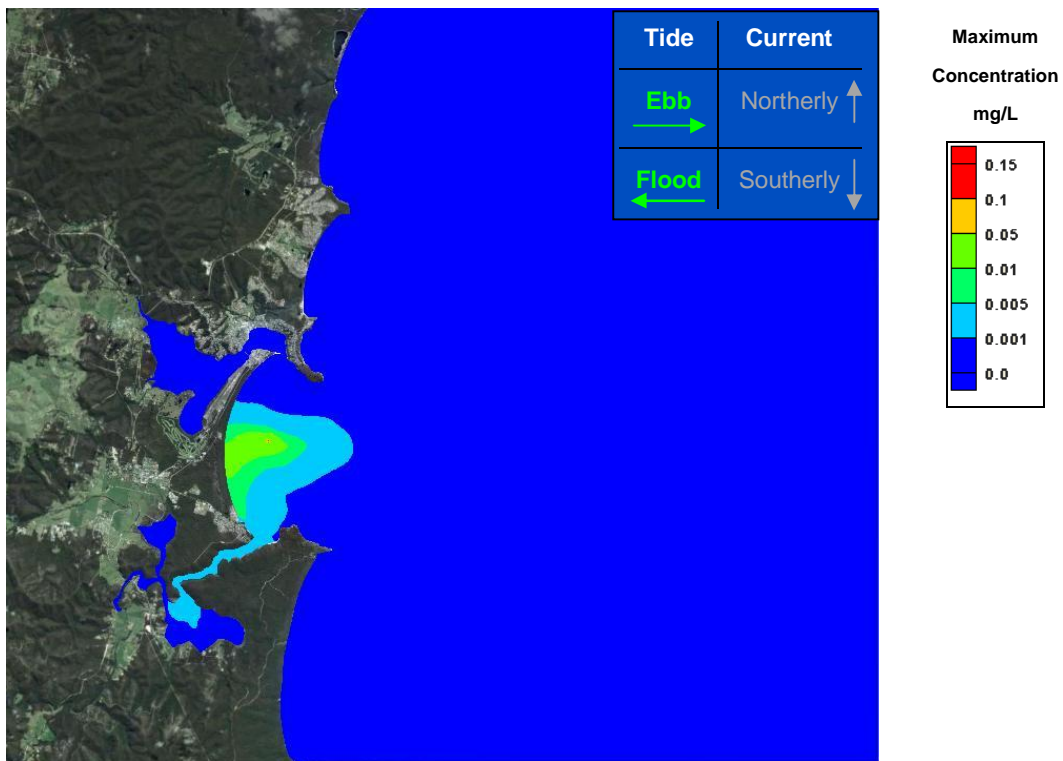 Tide Current
Ebb Northerly
Flood Southerly
Maximum
Concentration
mg/L
0.15
0.1
0.05
0.01
0.005
0.001
0.0